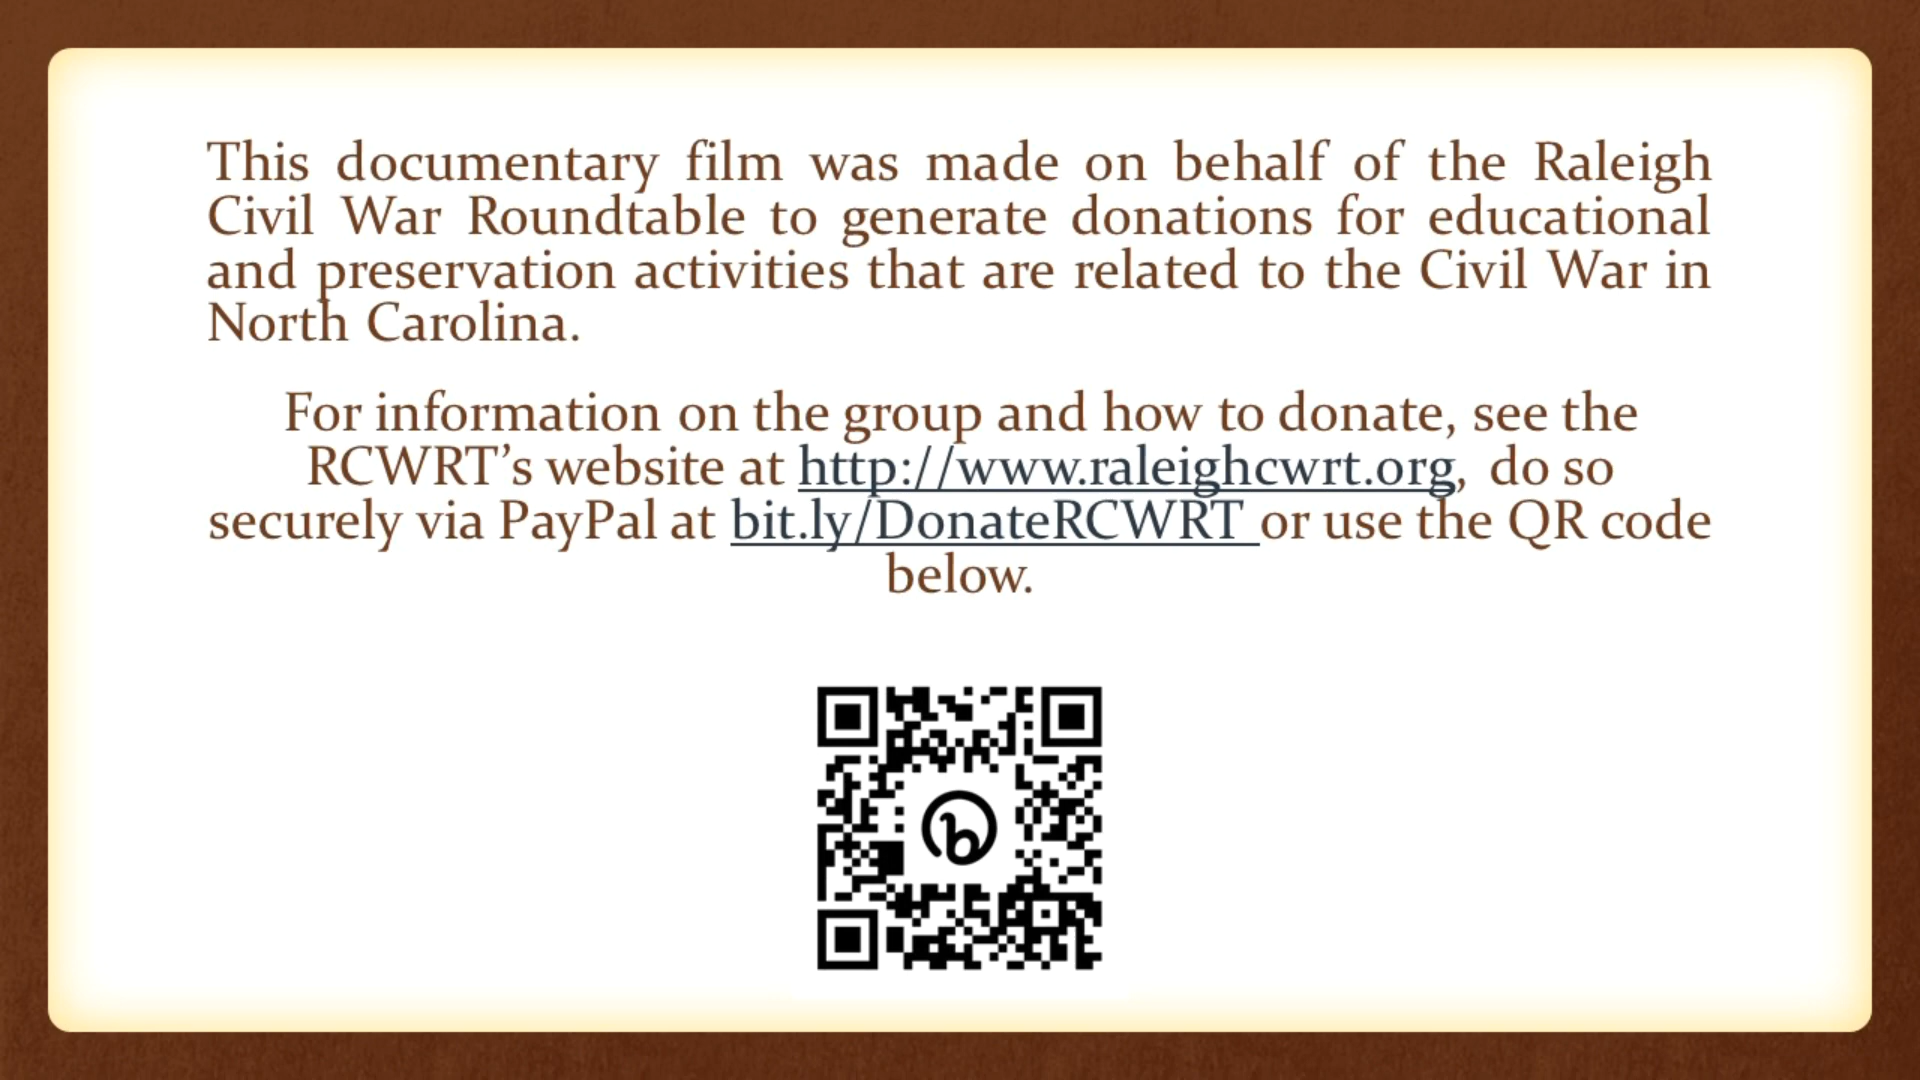 This documentary film was made on behalf of the Raleigh
Civil War Roundtable to generate donations for educational
and preservation activities that are related to the Civil War in
North Carolina.
For information on the group and how to donate, see the
RCWRT’s website at http://www.raleighcwrt.org, do so
securely via PayPal at bit.ly/DonateRCWRT or use the QR code
below.
b